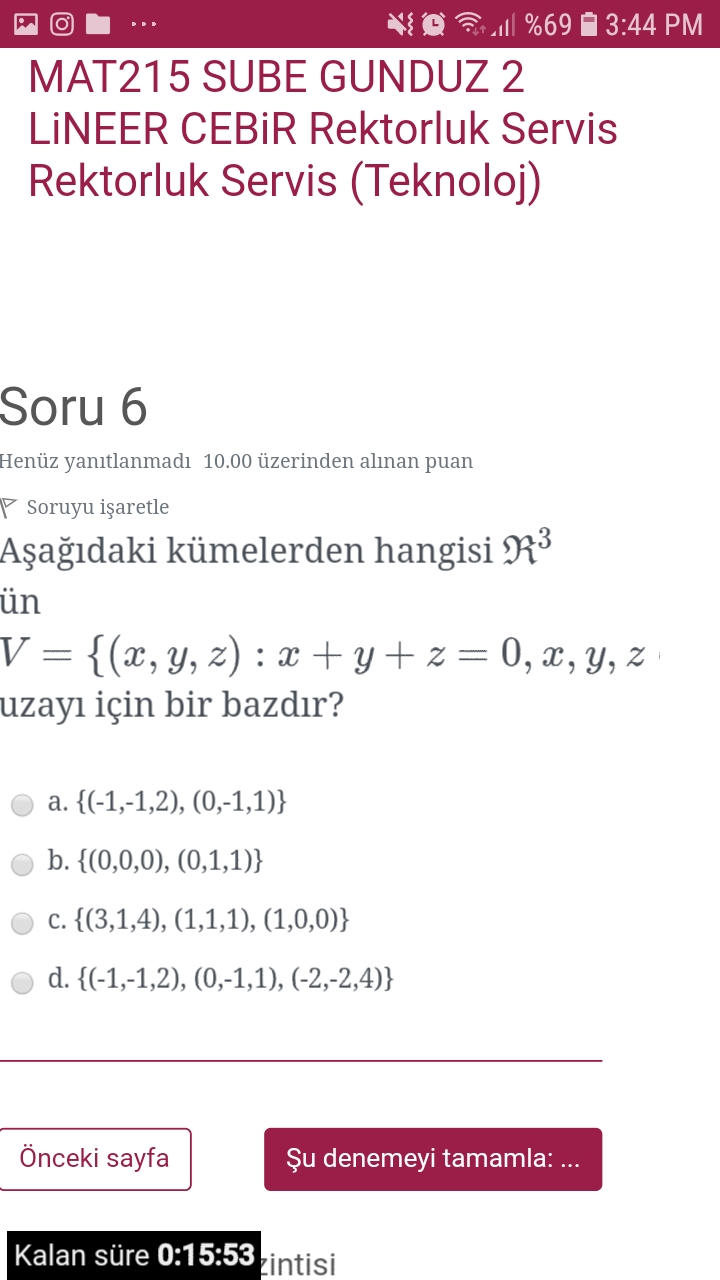 %69 3:44 PM
MAT215 SUBE GUNDUZ 2
LiNEER CEBiR Rektorluk Servis
Rektorluk Servis (Teknoloj)
Soru 6
Henüz yanıtlanmadı 10.00 üzerinden alınan puan
Soruyu işaretle
Aşağıdaki kümelerden hangisi ℜ³
ün
V = {(x, y, z) : x + y + z = 0, x, y, z
uzayı için bir bazdır?
a. {(-1,-1,2), (0,-1,1)}
b. {(0,0,0), (0,1,1)}
c. {(3,1,4), (1,1,1), (1,0,0)}
d. {(-1,-1,2), (0,-1,1), (-2,-2,4)}
Önceki sayfa
Şu denemeyi tamamla: ...
Kalan süre 0:15:53
zintisi